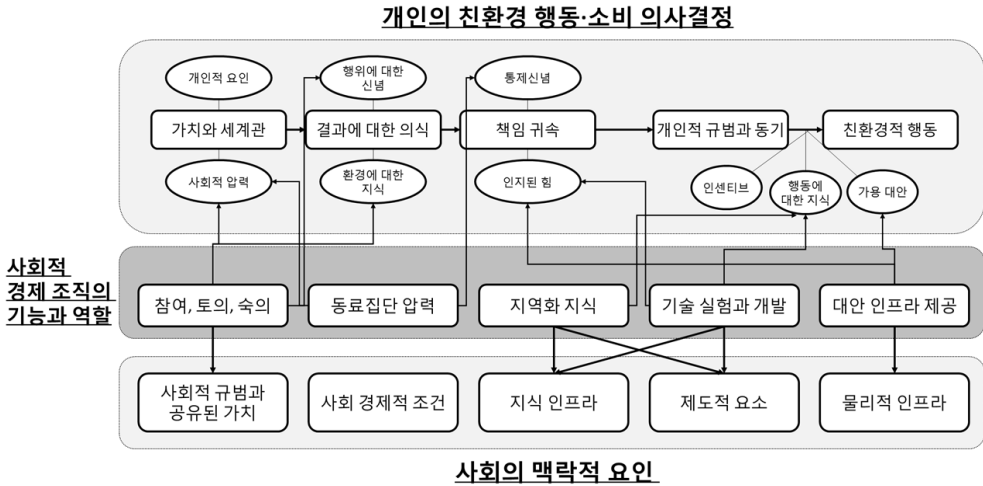 개인의 친환경 행동·소비 의사결정
개인적 요인
행위에 대한
신념
통제신념
가치와 세계관
결과에 대한 의식
책임 귀속
개인적 규범과 동기
친환경적 행동
사회적 압력
환경에 대한
지식
인지된 힘
인센티브
행동에
대한 지식
가용 대안
사회적
경제 조직의
기능과 역할
참여, 토의, 숙의
동료집단 압력
지역화 지식
기술 실험과 개발
대안 인프라 제공
사회적 규범과
공유된 가치
사회 경제적 조건
지식 인프라
제도적 요소
물리적 인프라
사회의 맥락적 요인